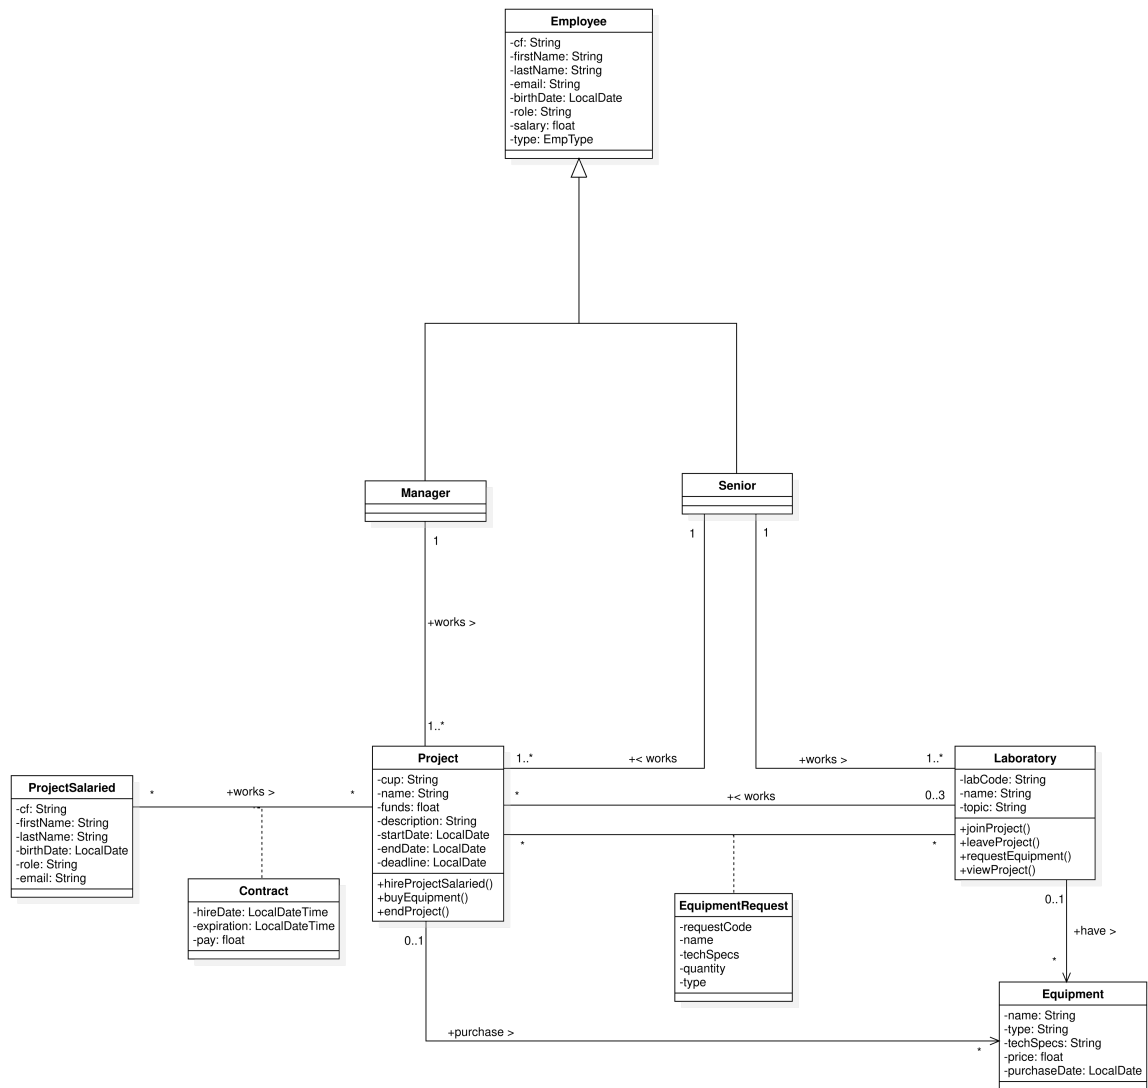 Employee
-cf: String
-firstName: String
-lastName: String
-email: String
-birthDate: LocalDate
-role: String
-salary: float
-type: EmpType
Manager
Senior
1
1
1
+works >
1..*
1..*
+< works
+works >
1..*
Project
-cup: String
-name: String
-funds: float
-description: String
-startDate: LocalDate
-endDate: LocalDate
-deadline: LocalDate
+hireProjectSalaried()
+buyEquipment()
+endProject()
Laboratory
-labCode: String
-name: String
-topic: String
+joinProject()
+leaveProject()
+requestEquipment()
+viewProject()
ProjectSalaried
-cf: String
-firstName: String
-lastName: String
-birthDate: LocalDate
-role: String
-email: String
*
+works >
*
*
+< works
0..3
*
*
Contract
-hireDate: LocalDateTime
-expiration: LocalDateTime
-pay: float
EquipmentRequest
-requestCode
-name
-techSpecs
-quantity
-type
0..1
+have >
*
0..1
+purchase >
*
Equipment
-name: String
-type: String
-techSpecs: String
-price: float
-purchaseDate: LocalDate